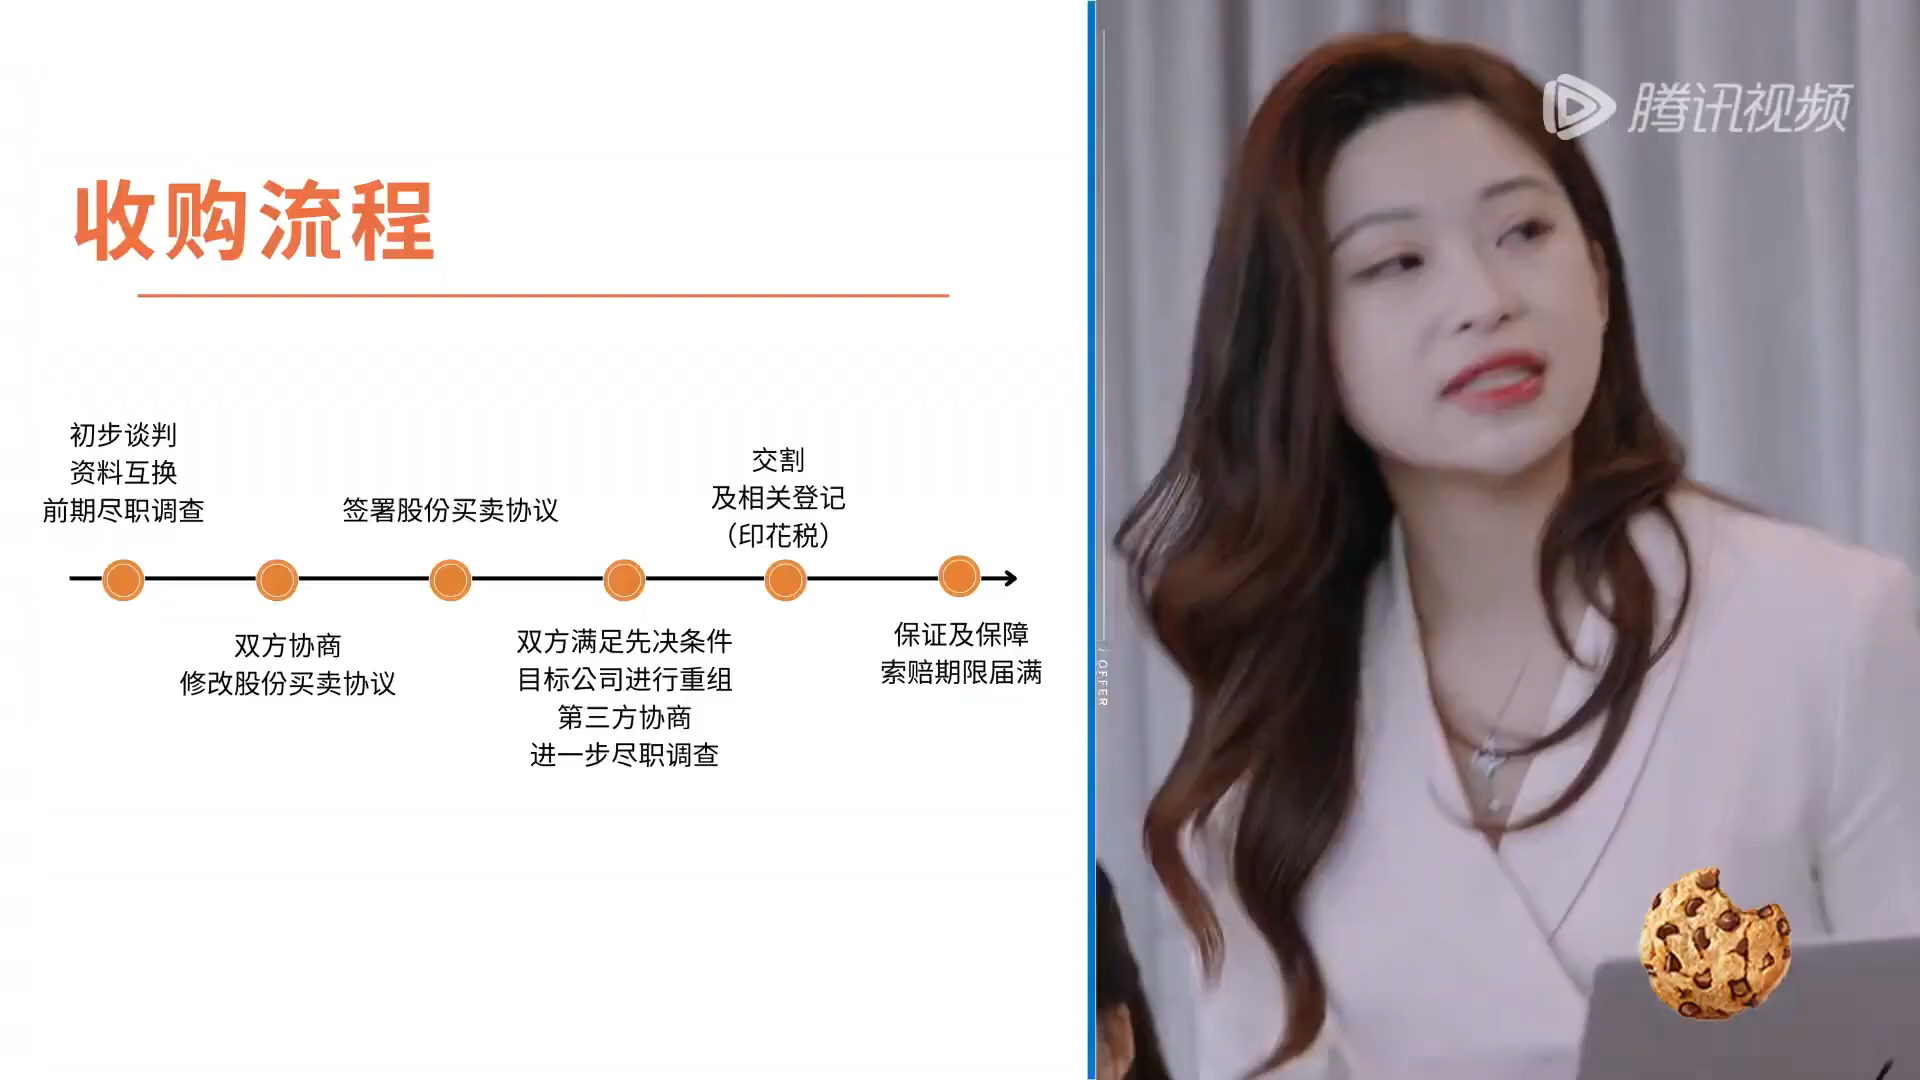 收购流程
初步谈判
资料互换
前期尽职调查
双方协商
修改股份买卖协议
签署股份买卖协议
双方满足先决条件
目标公司进行重组
第三方协商
进一步尽职调查
交割
及相关登记
（印花税）
保证及保障
索赔期限届满
腾讯视频
/ OFFER